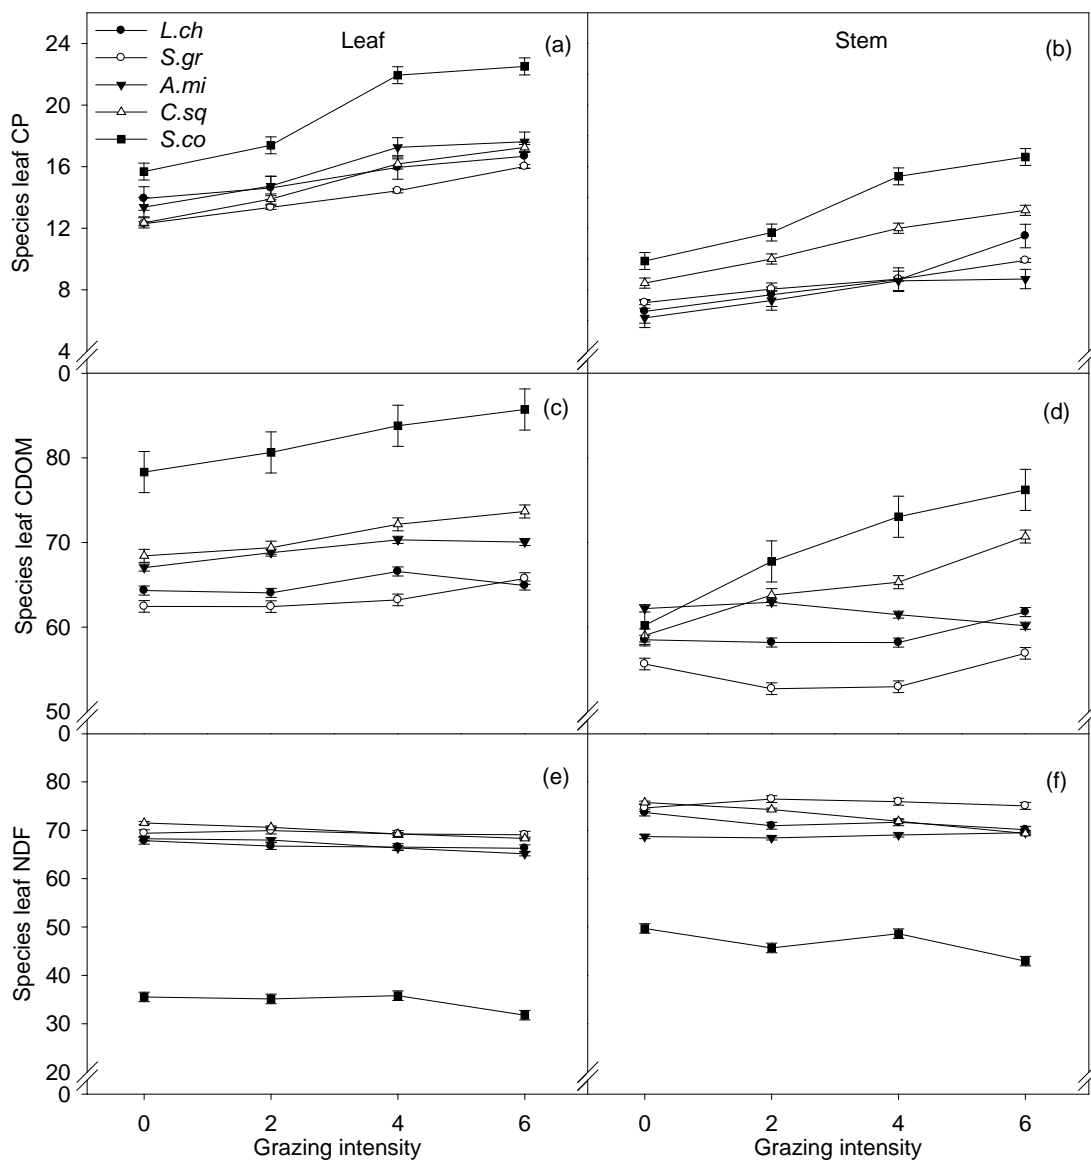 Leaf
(a)
L.ch
S.gr
A.mi
C.sq
S.co
24
20
16
12
8
4
0
Species leaf CP
Stem
(b)
(c)
80
70
60
50
0
Species leaf CDOM
(d)
(e)
80
70
60
50
40
30
20
0
Species leaf NDF
(f)
0 2 4 6
Grazing intensity
0 2 4 6
Grazing intensity